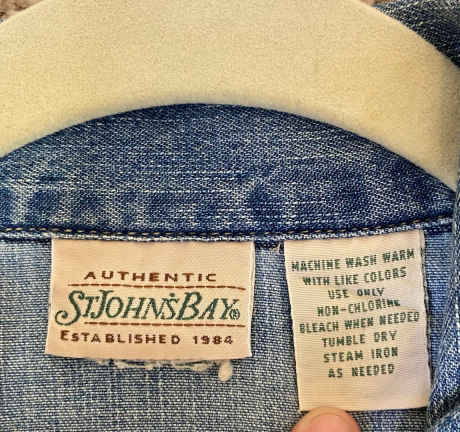 AUTHENTIC
ST JOHN'S BAY®
ESTABLISHED 1984
MACHINE WASH WARM
WITH LIKE COLORS
USE ONLY
NON-CHLORINE
BLEACH WHEN NEEDED
TUMBLE DRY
STEAM IRON
AS NEEDED